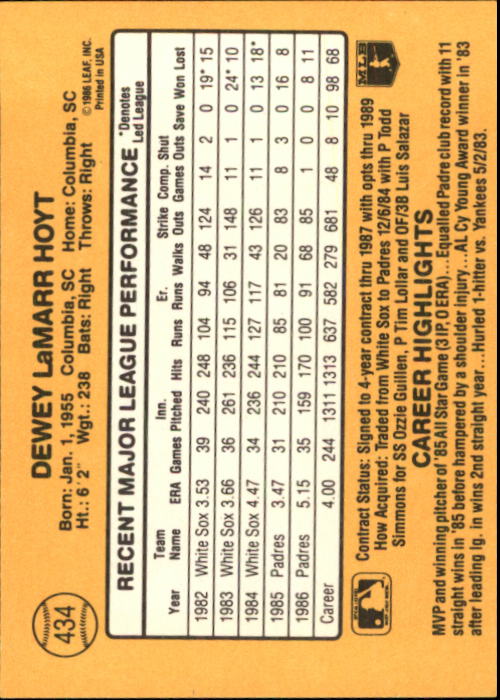 434
DEWEY LaMARR HOYT
©1986 LEAF, INC.
Printed in USA
Born: Jan. 1, 1955 Columbia, SC Home: Columbia, SC
Ht.: 6'2" Wgt.: 238 Bats: Right Throws: Right
RECENT MAJOR LEAGUE PERFORMANCE *Denotes Led League
Year Team Name ERA Games Inn. Pitched Hits Runs Er. Runs Walks Strike Outs Comp. Games Shut Outs Save Won Lost
1982 White Sox 3.53 39 240 248 104 94 48 124 14 2 0 19* 15
1983 White Sox 3.66 36 261 236 115 106 31 148 11 1 0 24* 10
1984 White Sox 4.47 34 236 244 127 117 43 126 11 1 0 13 18*
1985 Padres 3.47 31 210 210 85 81 20 83 8 3 0 16 8
1986 Padres 5.15 35 159 170 100 91 68 85 1 0 0 8 11
Career 4.00 244 1311 1313 637 582 279 681 48 8 10 98 68
MLB
Contract Status: Signed to 4-year contract thru 1987 with opts thru 1989
How Acquired: Traded from White Sox to Padres 12/6/84 with P Todd
Simmons for SS Ozzie Guillen, P Tim Lollar and OF/3B Luis Salazar
CAREER HIGHLIGHTS
MVP and winning pitcher of '85 All Star Game (3 IP, O ERA)...Equalled Padre club record with 11
straight wins in '85 before hampered by a shoulder injury...AL Cy Young Award winner in '83
after leading lg. in wins 2nd straight year...Hurled 1-hitter vs. Yankees 5/2/83.